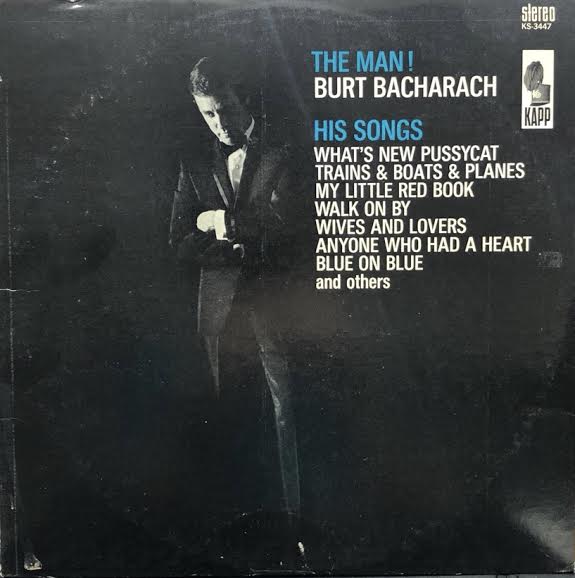 stereo
KS-3447
THE MAN!
BURT BACHARACH
KAPP
HIS SONGS
WHAT'S NEW PUSSYCAT
TRAINS & BOATS & PLANES
MY LITTLE RED BOOK
WALK ON BY
WIVES AND LOVERS
ANYONE WHO HAD A HEART
BLUE ON BLUE
and others